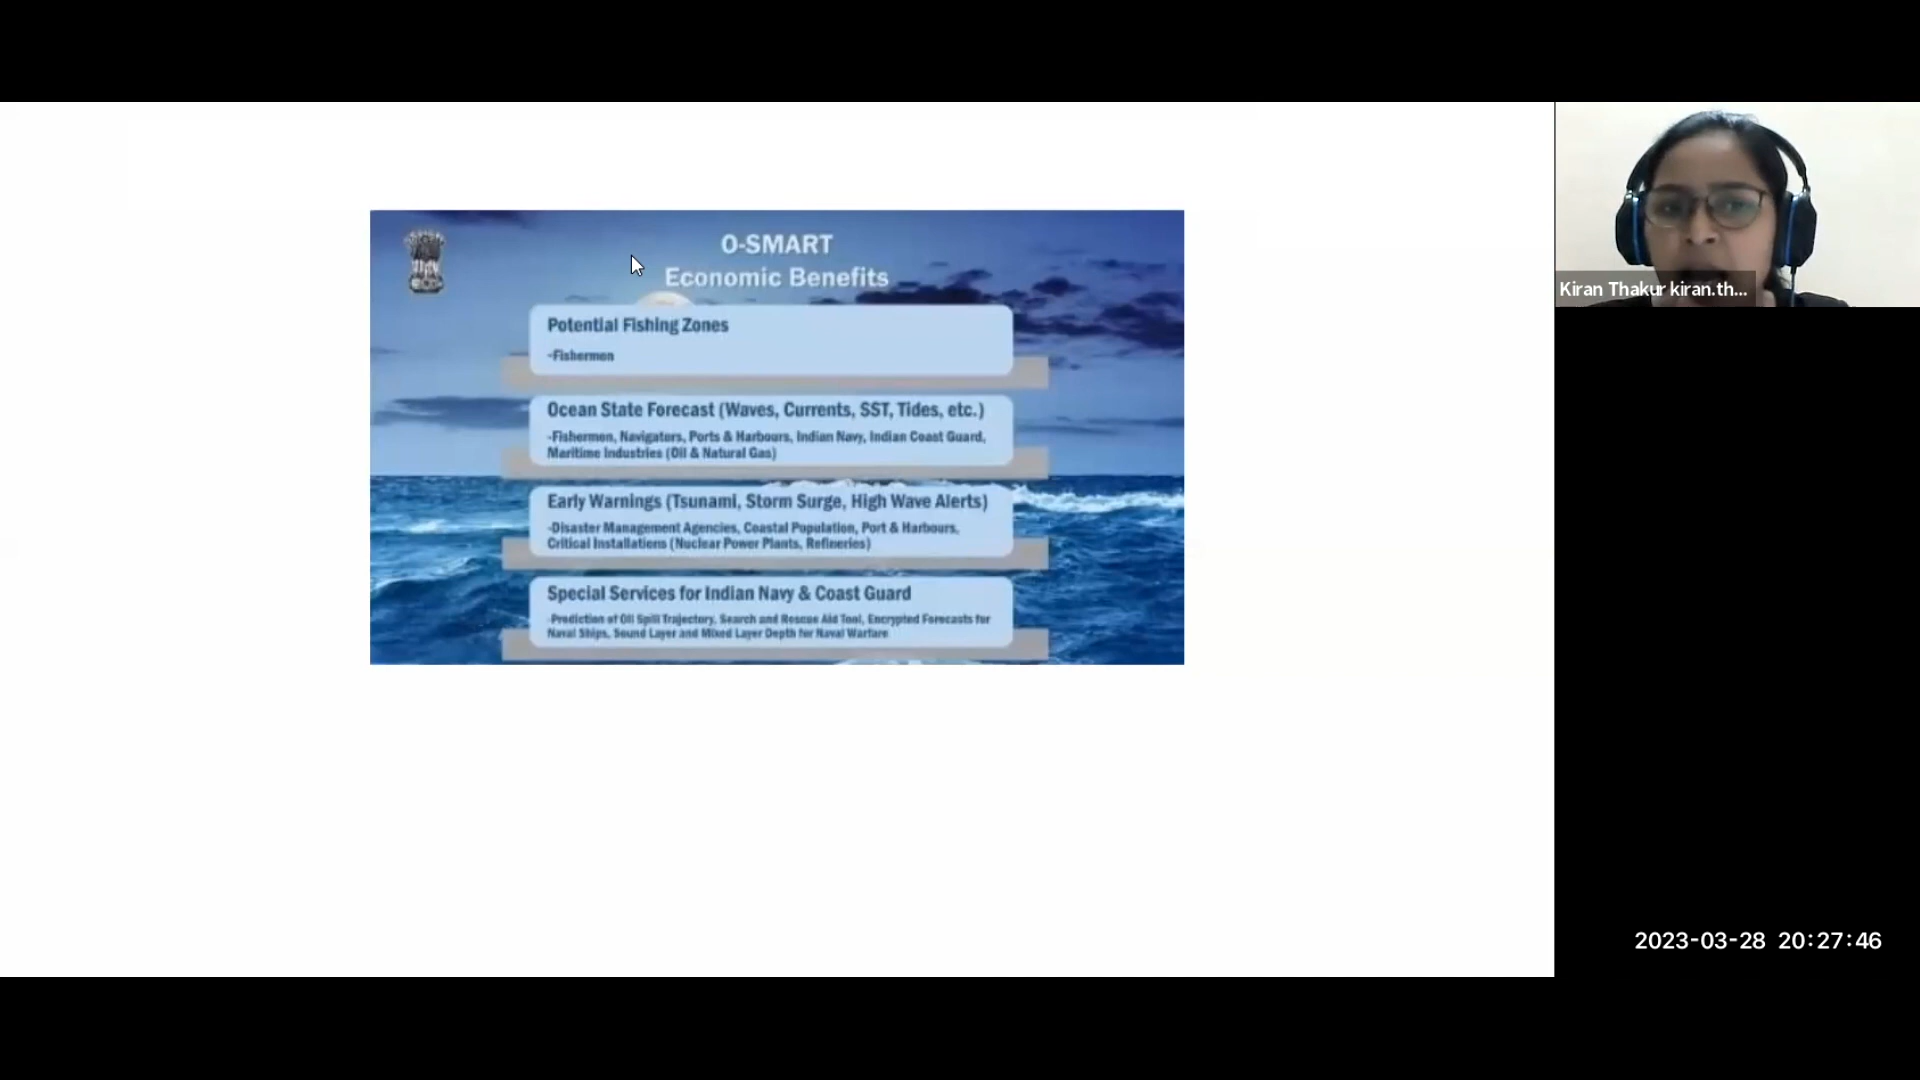 O-SMART
Economic Benefits
Potential Fishing Zones
-Fishermen
Ocean State Forecast (Waves, Currents, SST, Tides, etc.)
-Fishermen, Navigators, Ports & Harbours, Indian Navy, Indian Coast Guard,
Maritime Industries (Oil & Natural Gas)
Early Warnings (Tsunami, Storm Surge, High Wave Alerts)
-Disaster Management Agencies, Coastal Population, Port & Harbours,
Critical Installations (Nuclear Power Plants, Refineries)
Special Services for Indian Navy & Coast Guard
-Prediction of Oil Spill Trajectory, Search and Rescue Aid Tool, Encrypted Forecasts for
Naval Ships, Sound Layer and Mixed Layer Depth for Naval Warfare
Kiran Thakur kiran.th...
2023-03-28 20:27:46